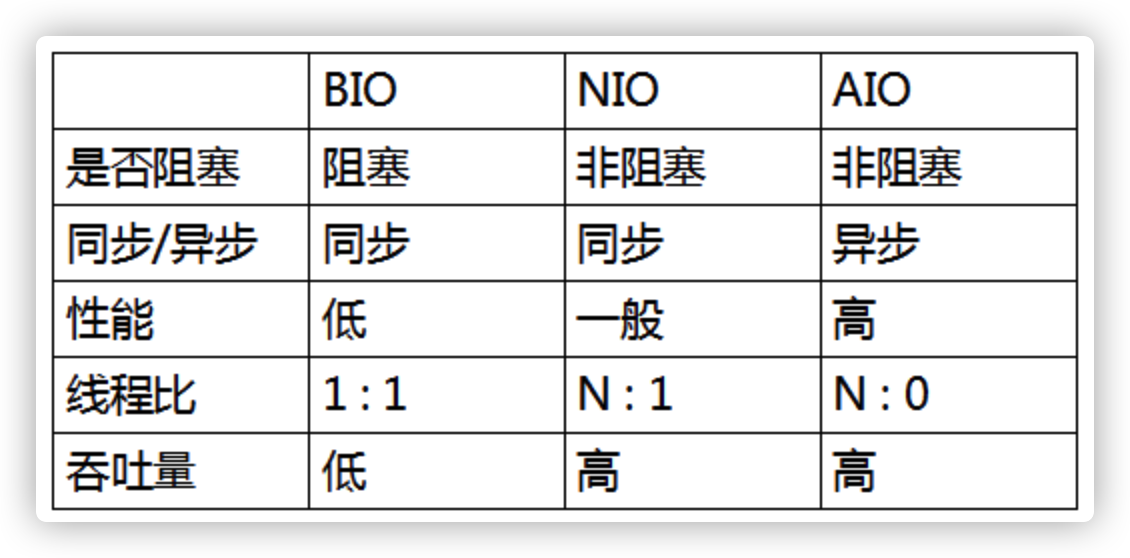 BIO NIO AIO
是否阻塞 阻塞 非阻塞 非阻塞
同步/异步 同步 同步 异步
性能 低 一般 高
线程比 1 : 1 N : 1 N : 0
吞吐量 低 高 高